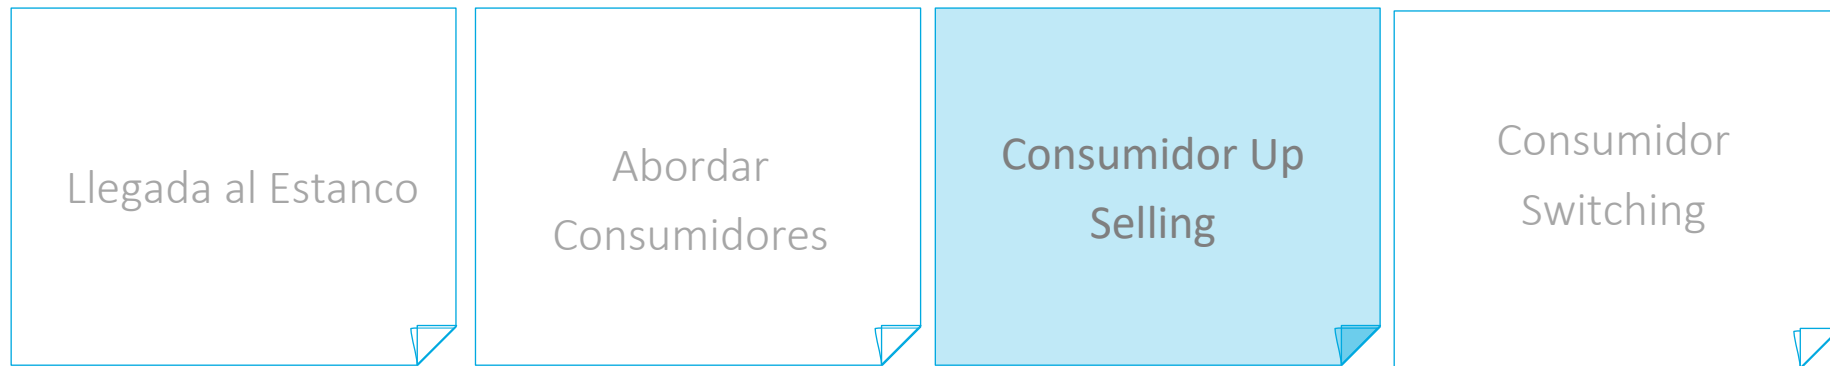 Llegada al Estanco
Abordar
Consumidores
Consumidor Up
Selling
Consumidor
Switching